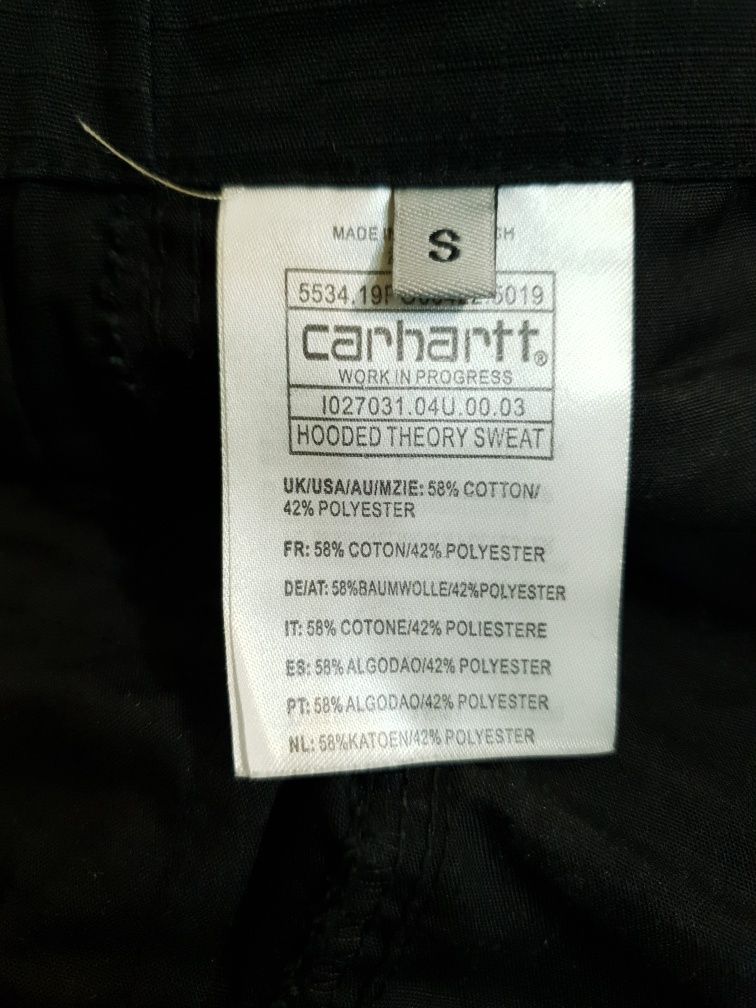 MADE
S
carhartt®
WORK IN PROGRESS
I027031.04U.00.03
HOODED THEORY SWEAT
UK/USA/AU/MZIE: 58% COTTON/
42% POLYESTER
FR: 58% COTON/42% POLYESTER
DE/AT: 58%BAUMWOLLE/42%POLYESTER
IT: 58% COTONE/42% POLIESTERE
ES: 58% ALGODAO/42% POLYESTER
PT: 58% ALGODAO/42% POLYESTER
NL: 58%KATOEN/42% POLYESTER